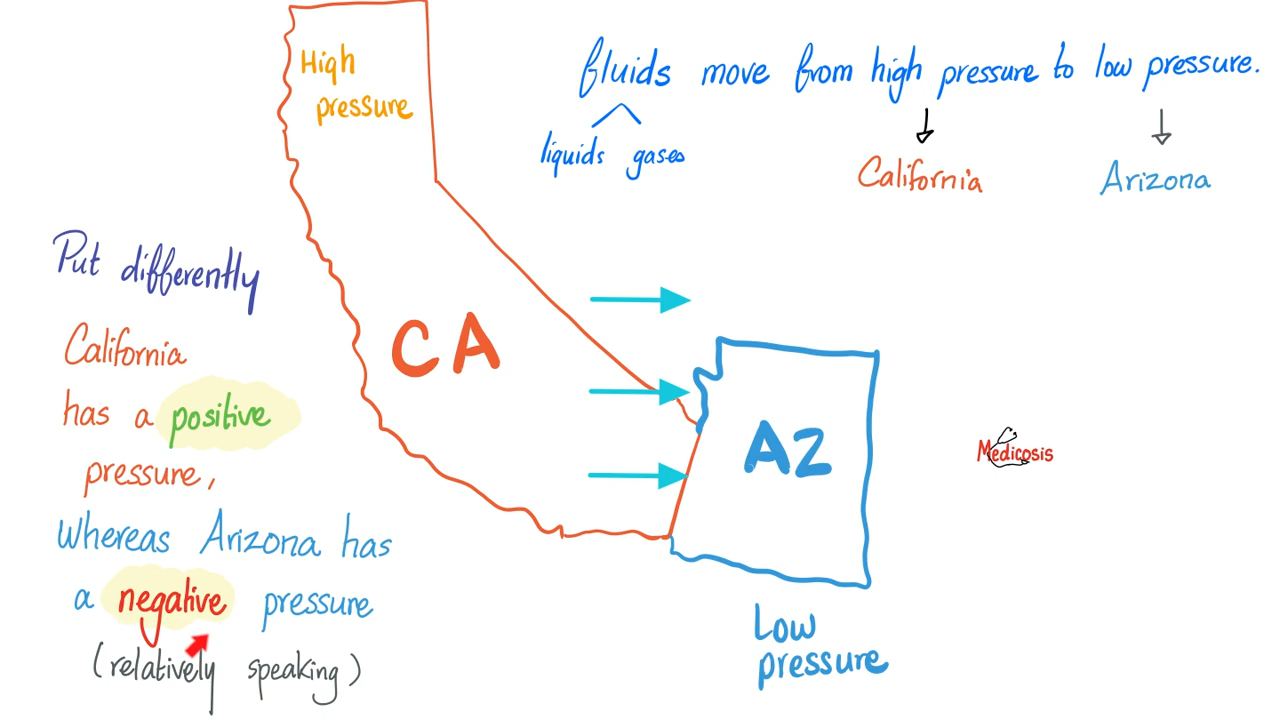 High
pressure
fluids move from high pressure to low pressure.
liquids gases
California
Arizona
Put differently
California
has a positive
pressure,
whereas Arizona has
a negative pressure
(relatively speaking)
CA
AZ
Low
pressure
Medicosis